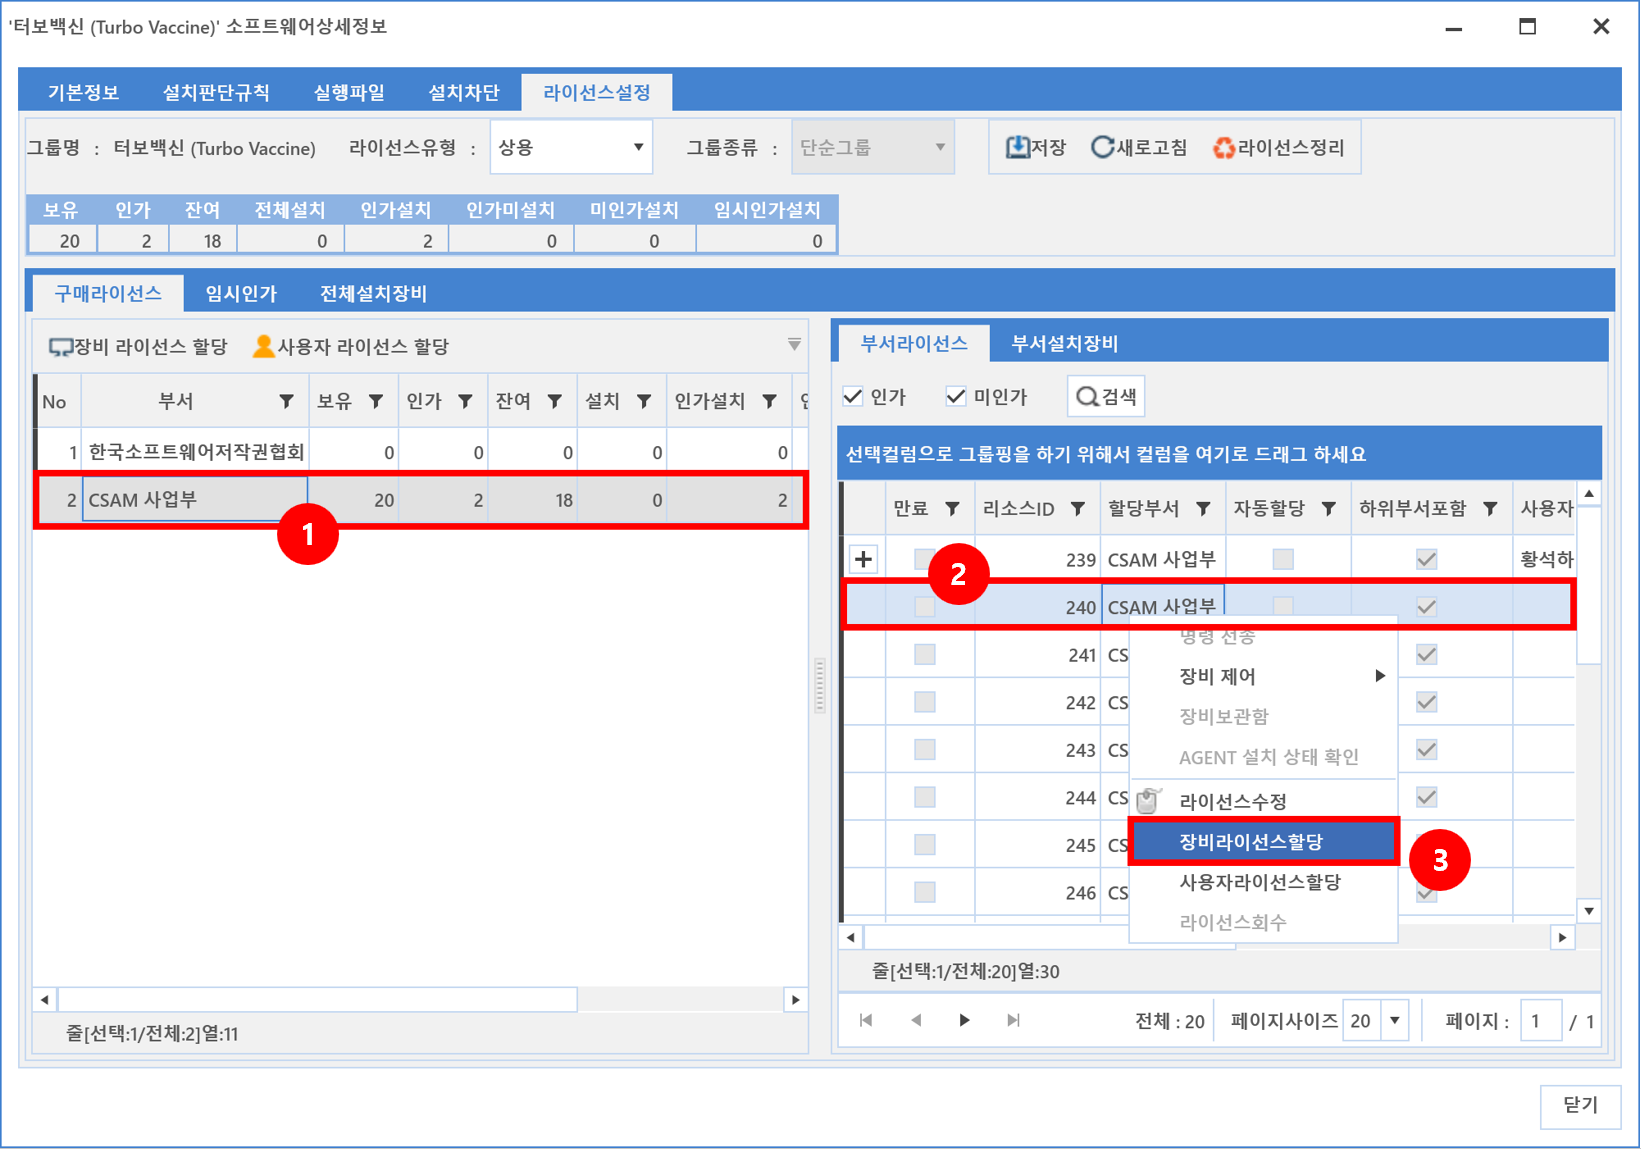 '터보백신 (Turbo Vaccine)' 소프트웨어상세정보
기본정보 설치판단규칙 실행파일 설치차단 라이선스설정
그룹명 : 터보백신 (Turbo Vaccine) 라이선스유형 : 상용 그룹종류 : 단순그룹 저장 새로고침 라이선스정리
보유 인가 잔여 전체설치 인가설치 인가미설치 미인가설치 임시인가설치
20 2 18 0 2 0 0 0
구매라이선스 임시인가 전체설치장비
장비 라이선스 할당 사용자 라이선스 할당
No 부서 보유 인가 잔여 설치 인가설치
1 한국소프트웨어저작권협회 0 0 0 0 0
2 CSAM 사업부 20 2 18 0 2
1
줄[선택:1/전체:2]열:11
부서라이선스 부서설치장비
인가 미인가 검색
선택컬럼으로 그룹핑을 하기 위해서 컬럼을 여기로 드래그 하세요
만료 리소스ID 할당부서 자동할당 하위부서포함 사용자
239 CSAM 사업부 황석하
2
240 CSAM 사업부
241 CS
242 CS
243 CS
244 CS
245 CS
246 CS
명령 전송
장비 제어
장비보관함
AGENT 설치 상태 확인
라이선스수정
장비라이선스할당
3
사용자라이선스할당
라이선스회수
줄[선택:1/전체:20]열:30
전체 : 20 페이지사이즈 20 페이지 : 1 / 1
닫기